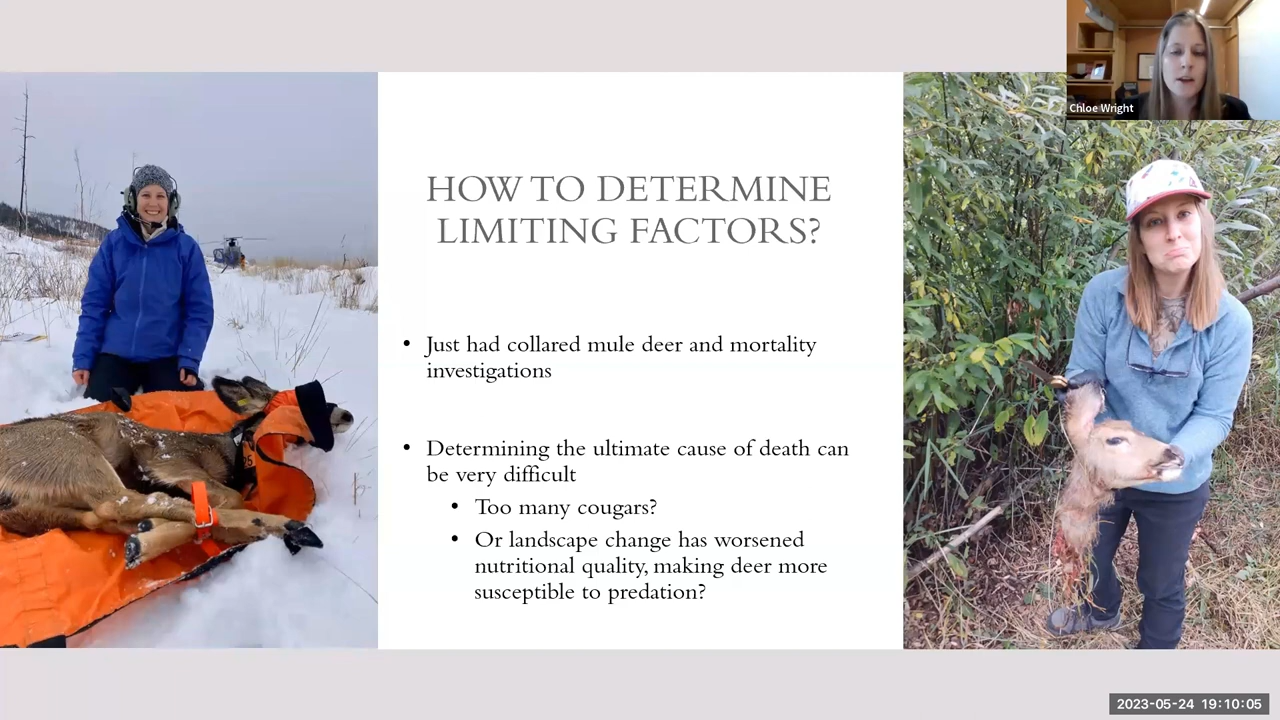 Chloe Wright
HOW TO DETERMINE
LIMITING FACTORS?
• Just had collared mule deer and mortality
investigations
• Determining the ultimate cause of death can
be very difficult
• Too many cougars?
• Or landscape change has worsened
nutritional quality, making deer more
susceptible to predation?
2023-05-24 19:10:05